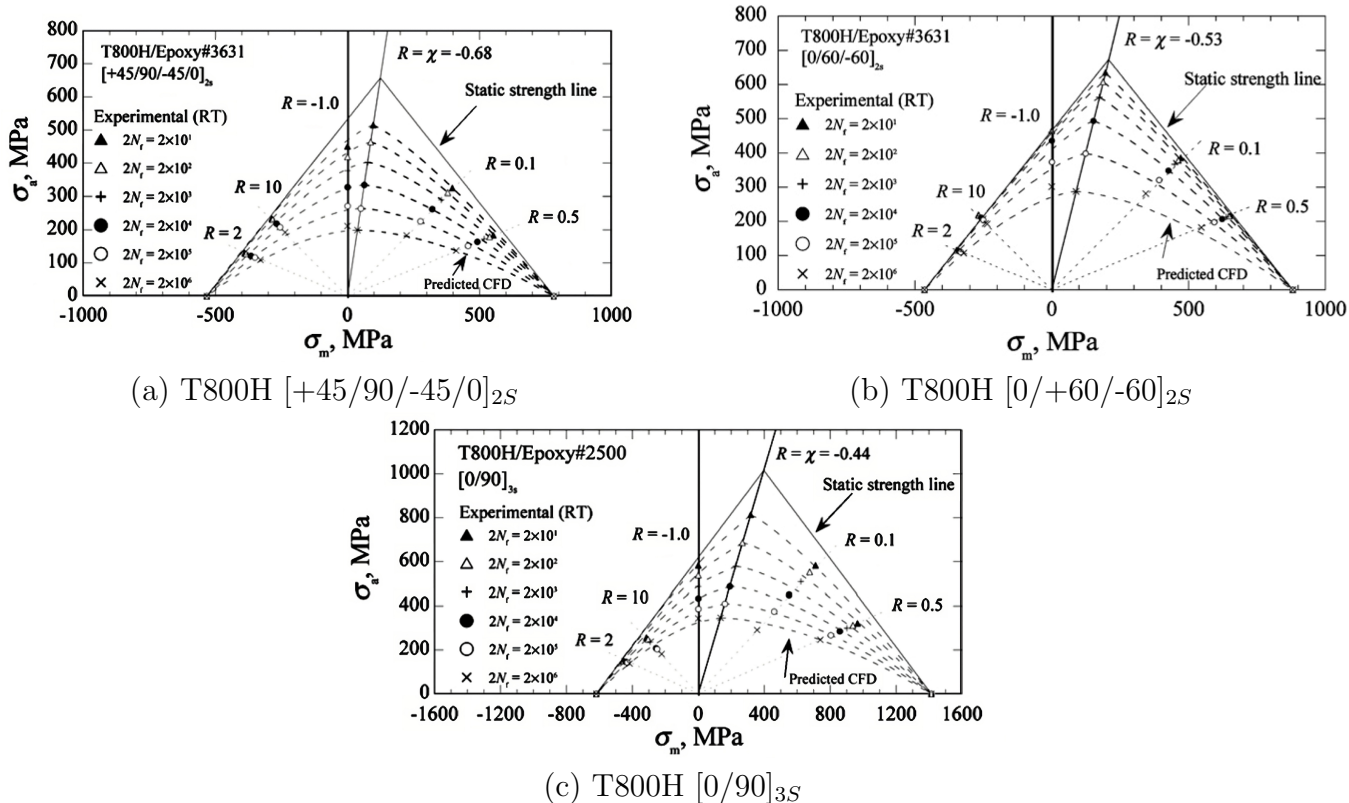 T800H/Epoxy#3631
[+45/90/-45/0]₂ₛ
Experimental (RT)
2Nf = 2×10¹
2Nf = 2×10²
2Nf = 2×10³
2Nf = 2×10⁴
2Nf = 2×10⁵
2Nf = 2×10⁶
R = χ = -0.68
Static strength line
R = -1.0
R = 0.1
R = 10
R = 0.5
R = 2
Predicted CFD
σa, MPa
800
700
600
500
400
300
200
100
0
-1000
-500
0
500
1000
σm, MPa
(a) T800H [+45/90/-45/0]2S
T800H/Epoxy#3631
[0/60/-60]₂ₛ
Experimental (RT)
2Nf = 2×10¹
2Nf = 2×10²
2Nf = 2×10³
2Nf = 2×10⁴
2Nf = 2×10⁵
2Nf = 2×10⁶
R = χ = -0.53
Static strength line
R = -1.0
R = 0.1
R = 10
R = 0.5
R = 2
Predicted CFD
σa, MPa
800
700
600
500
400
300
200
100
0
-1000
-500
0
500
1000
σm, MPa
(b) T800H [0/+60/-60]2S
T800H/Epoxy#2500
[0/90]₃ₛ
Experimental (RT)
2Nf = 2×10¹
2Nf = 2×10²
2Nf = 2×10³
2Nf = 2×10⁴
2Nf = 2×10⁵
2Nf = 2×10⁶
R = χ = -0.44
Static strength line
R = -1.0
R = 0.1
R = 10
R = 0.5
R = 2
Predicted CFD
σa, MPa
1200
1000
800
600
400
200
0
-1600
-1200
-800
-400
0
400
800
1200
1600
σm, MPa
(c) T800H [0/90]3S